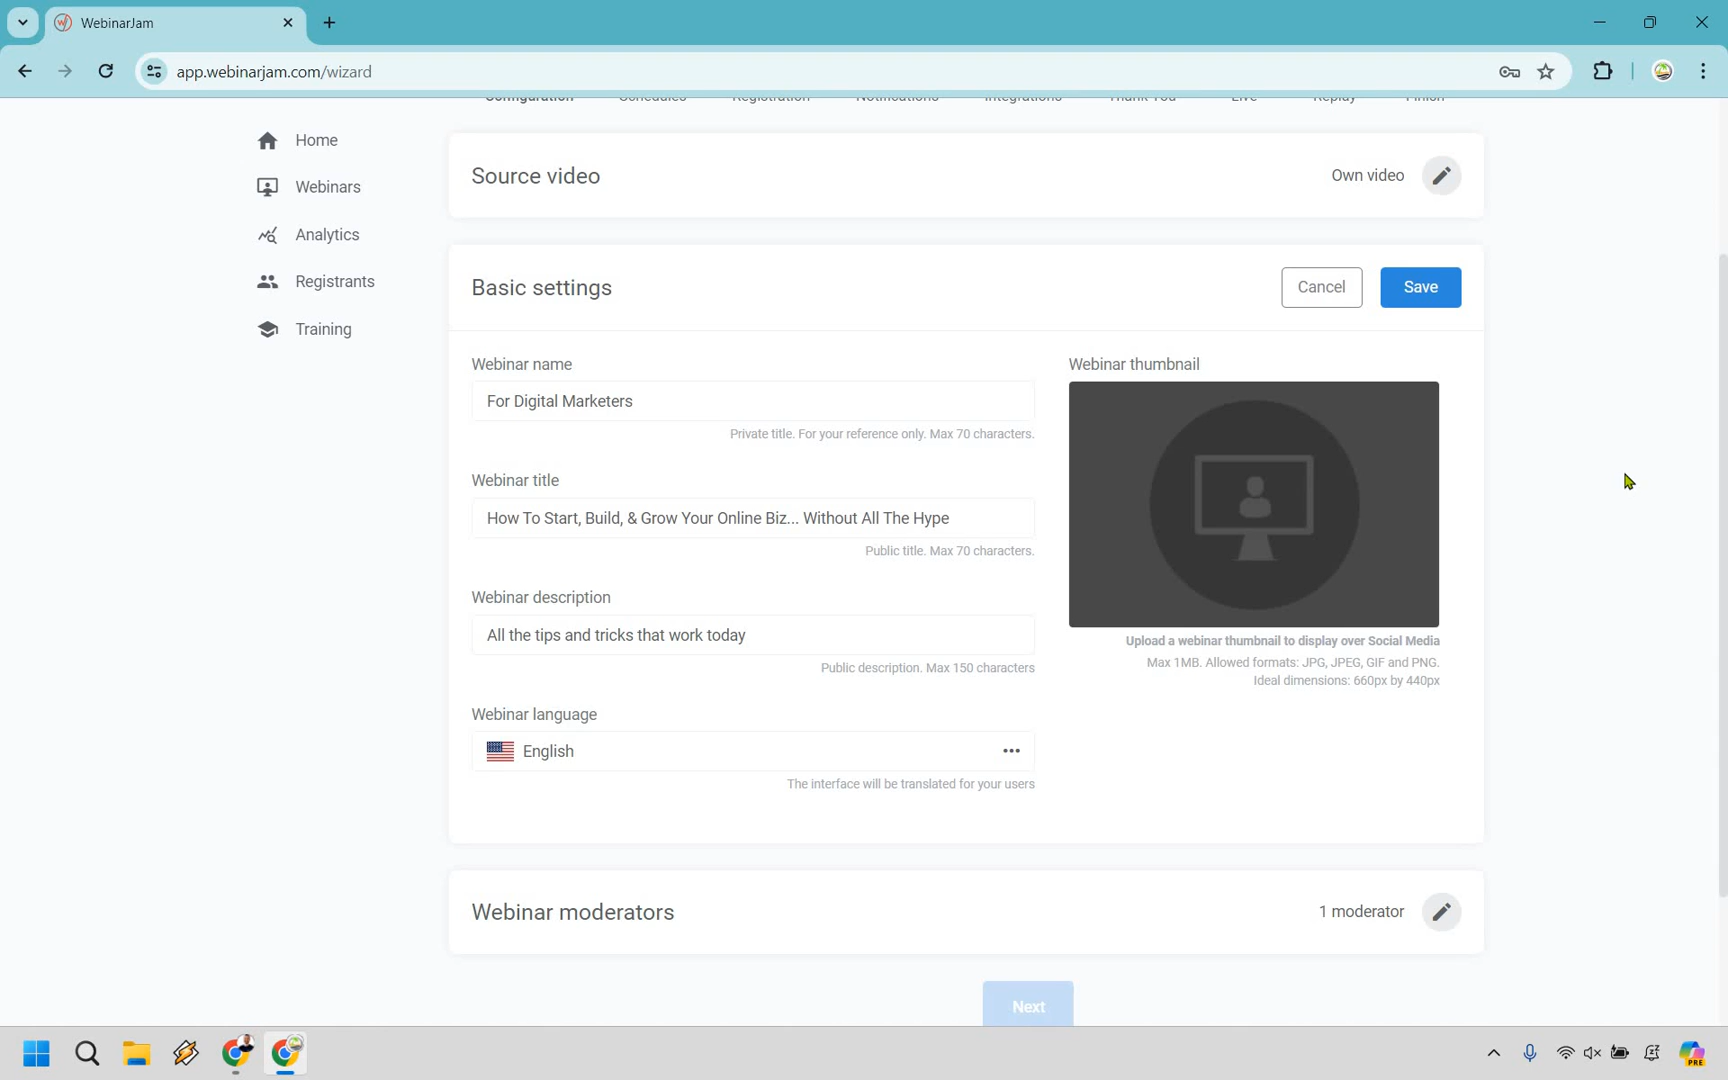 WebinarJam
app.webinarjam.com/wizard
Configuration Schedules Registration Notifications Integrations Thank You Live Replay Finish
Home
Webinars
Analytics
Registrants
Training
Source video
Own video
Basic settings
Cancel
Save
Webinar name
For Digital Marketers
Private title. For your reference only. Max 70 characters.
Webinar title
How To Start, Build, & Grow Your Online Biz... Without All The Hype
Public title. Max 70 characters.
Webinar description
All the tips and tricks that work today
Public description. Max 150 characters
Webinar language
English
The interface will be translated for your users
Webinar thumbnail
Upload a webinar thumbnail to display over Social Media
Max 1MB. Allowed formats: JPG, JPEG, GIF and PNG.
Ideal dimensions: 660px by 440px
Webinar moderators
1 moderator
Next
PRE